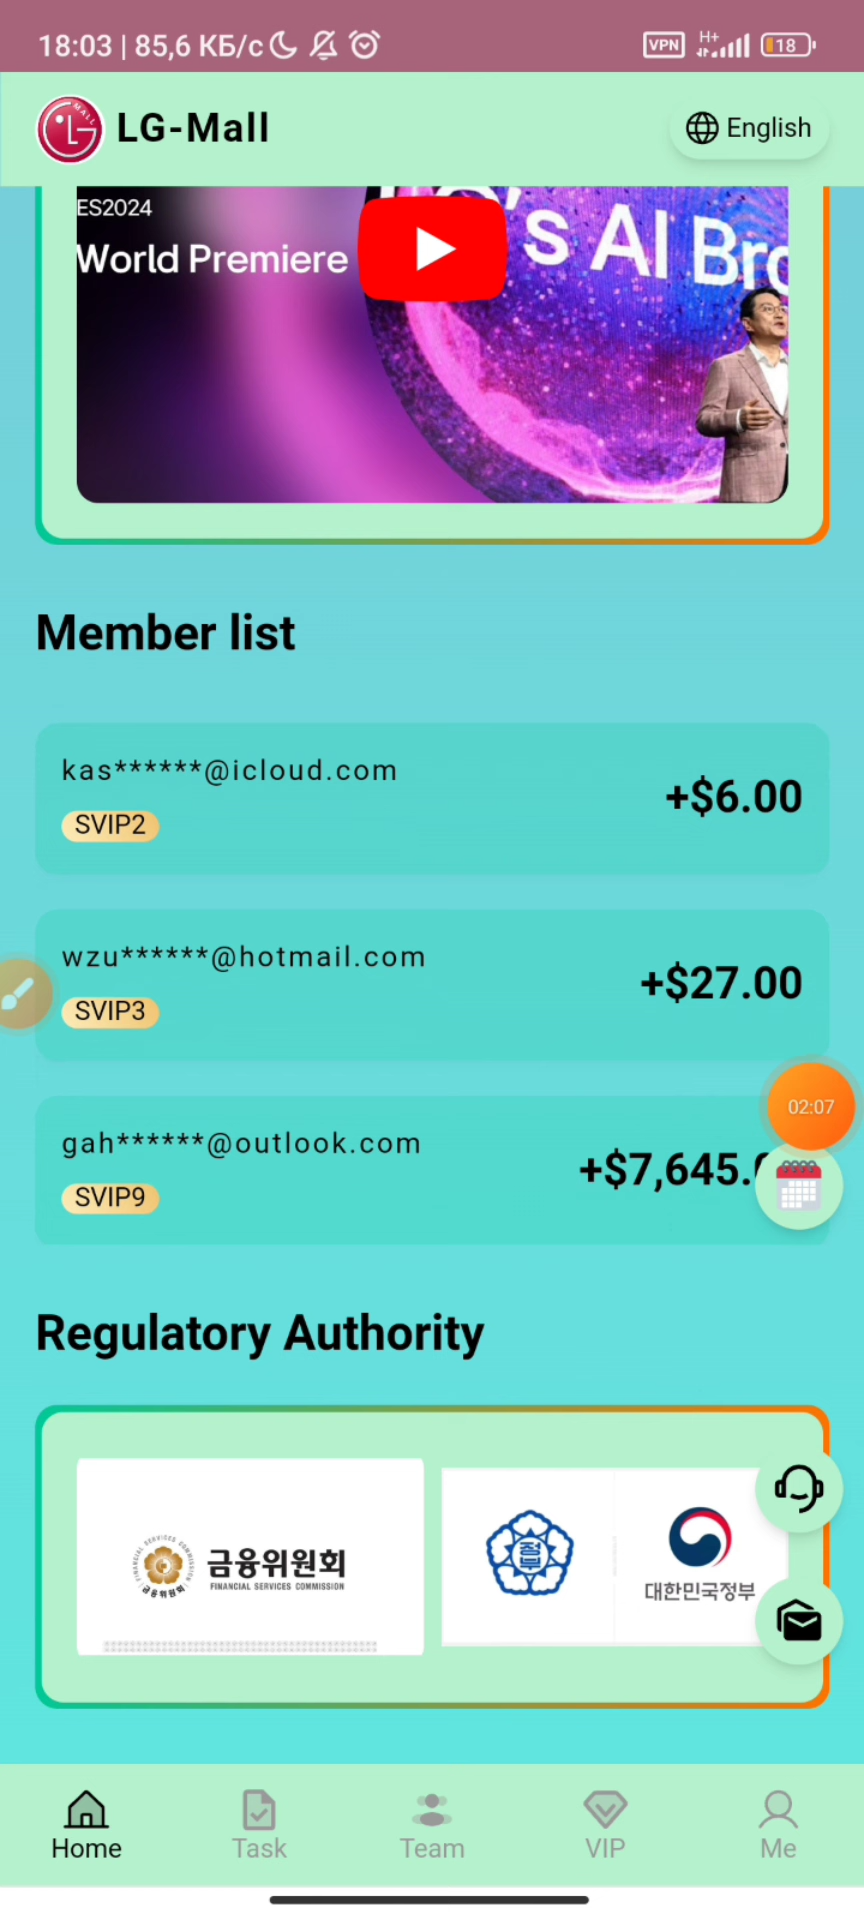 18:03 | 85,6 КБ/с
VPN H+ 18
LG-Mall
English
ES2024
World Premiere
's AI Bro
Member list
kas******@icloud.com
+$6.00
SVIP2
wzu******@hotmail.com
+$27.00
SVIP3
02:07
gah******@outlook.com
+$7,645.
SVIP9
Regulatory Authority
금융위원회
FINANCIAL SERVICES COMMISSION
정부
대한민국정부
Home
Task
Team
VIP
Me